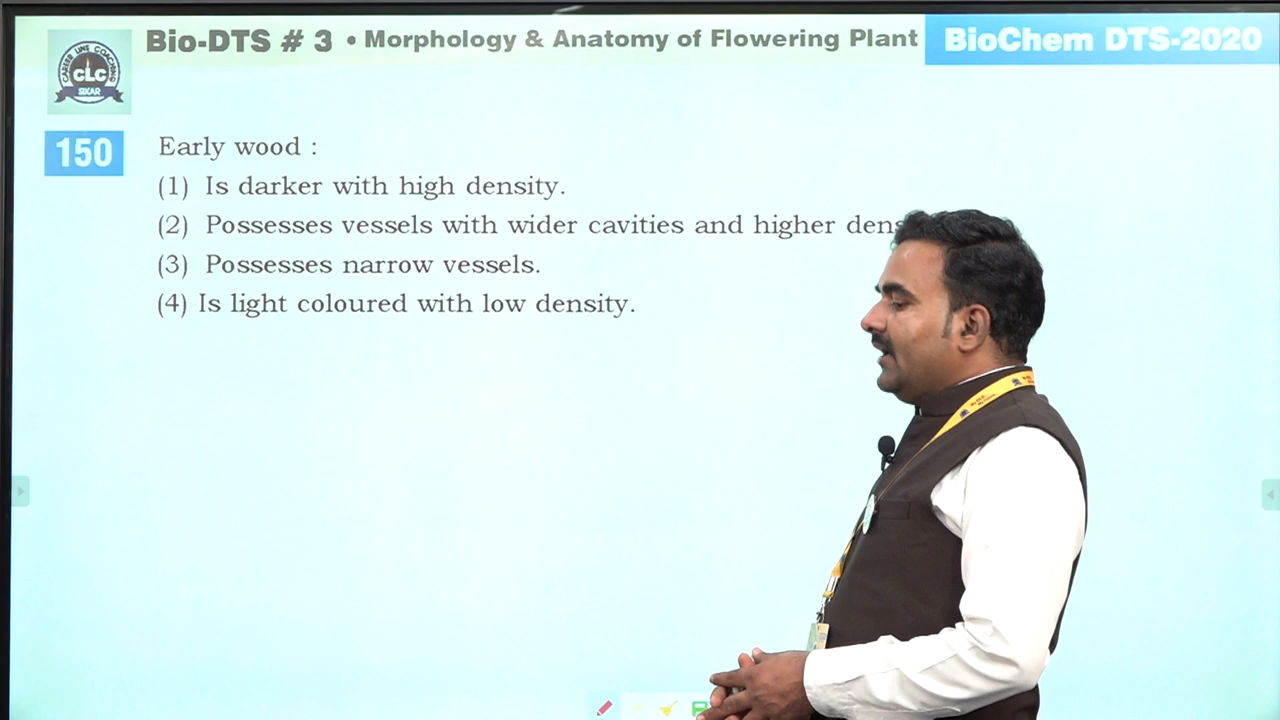 Bio-DTS # 3 • Morphology & Anatomy of Flowering Plant
BioChem DTS-2020
CAREER LINE COACHING
CLC
SIKAR
150
Early wood :
(1) Is darker with high density.
(2) Possesses vessels with wider cavities and higher
(3) Possesses narrow vessels.
(4) Is light coloured with low density.